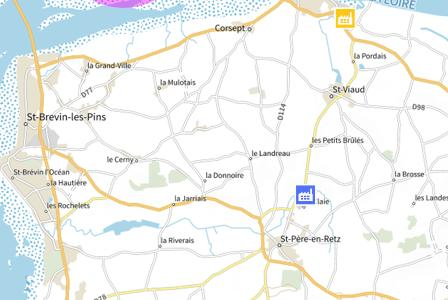 LOIRE
Corsept
la Pordais
la Grand-Ville
la Mulotais
D77
St-Viaud
D114
D98
St-Brevin-les-Pins
les Petits Brûlés
le Landreau
le Cerny
St-Brévin l'Océan
la Hautière
la Donnoire
la Brosse
les Rochelets
la Jarriais
laie
les Landes
la Riverais
St-Père-en-Retz
D78